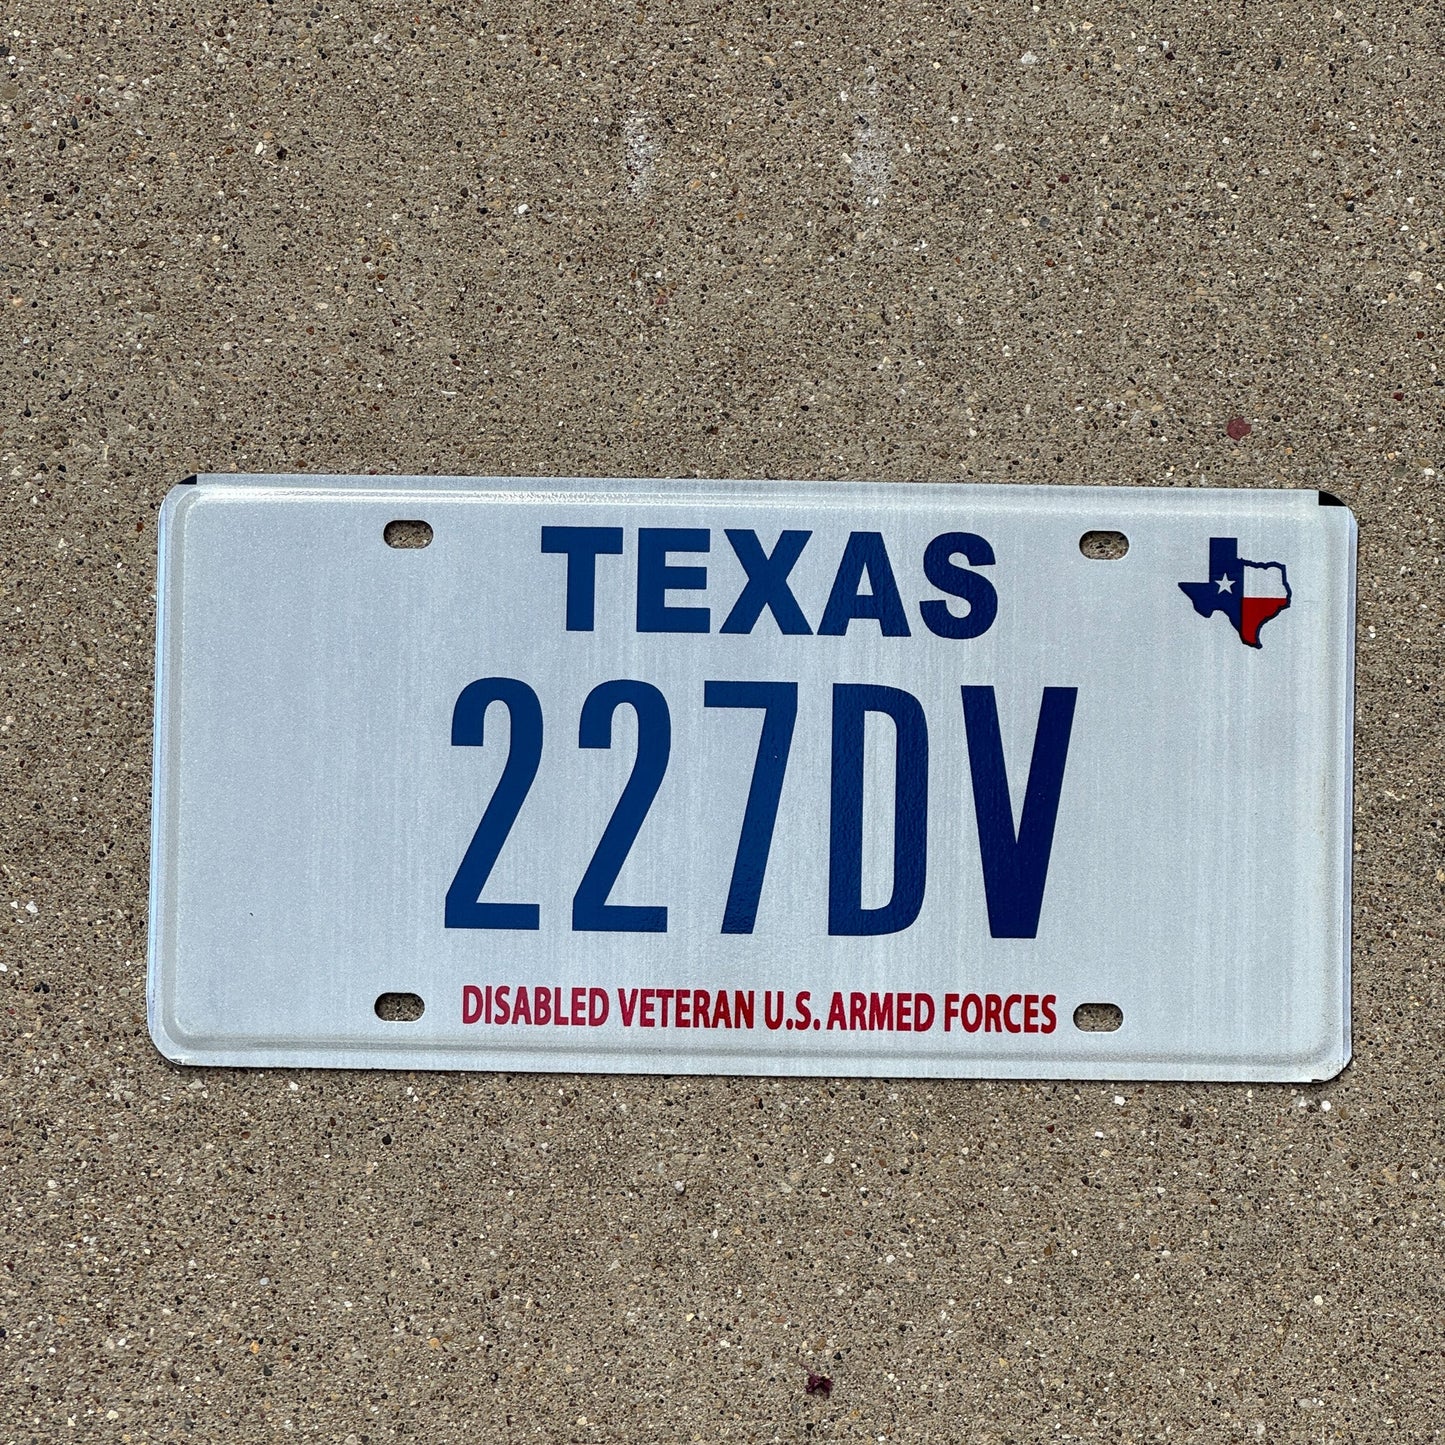 TEXAS
227DV
DISABLED VETERAN U.S. ARMED FORCES